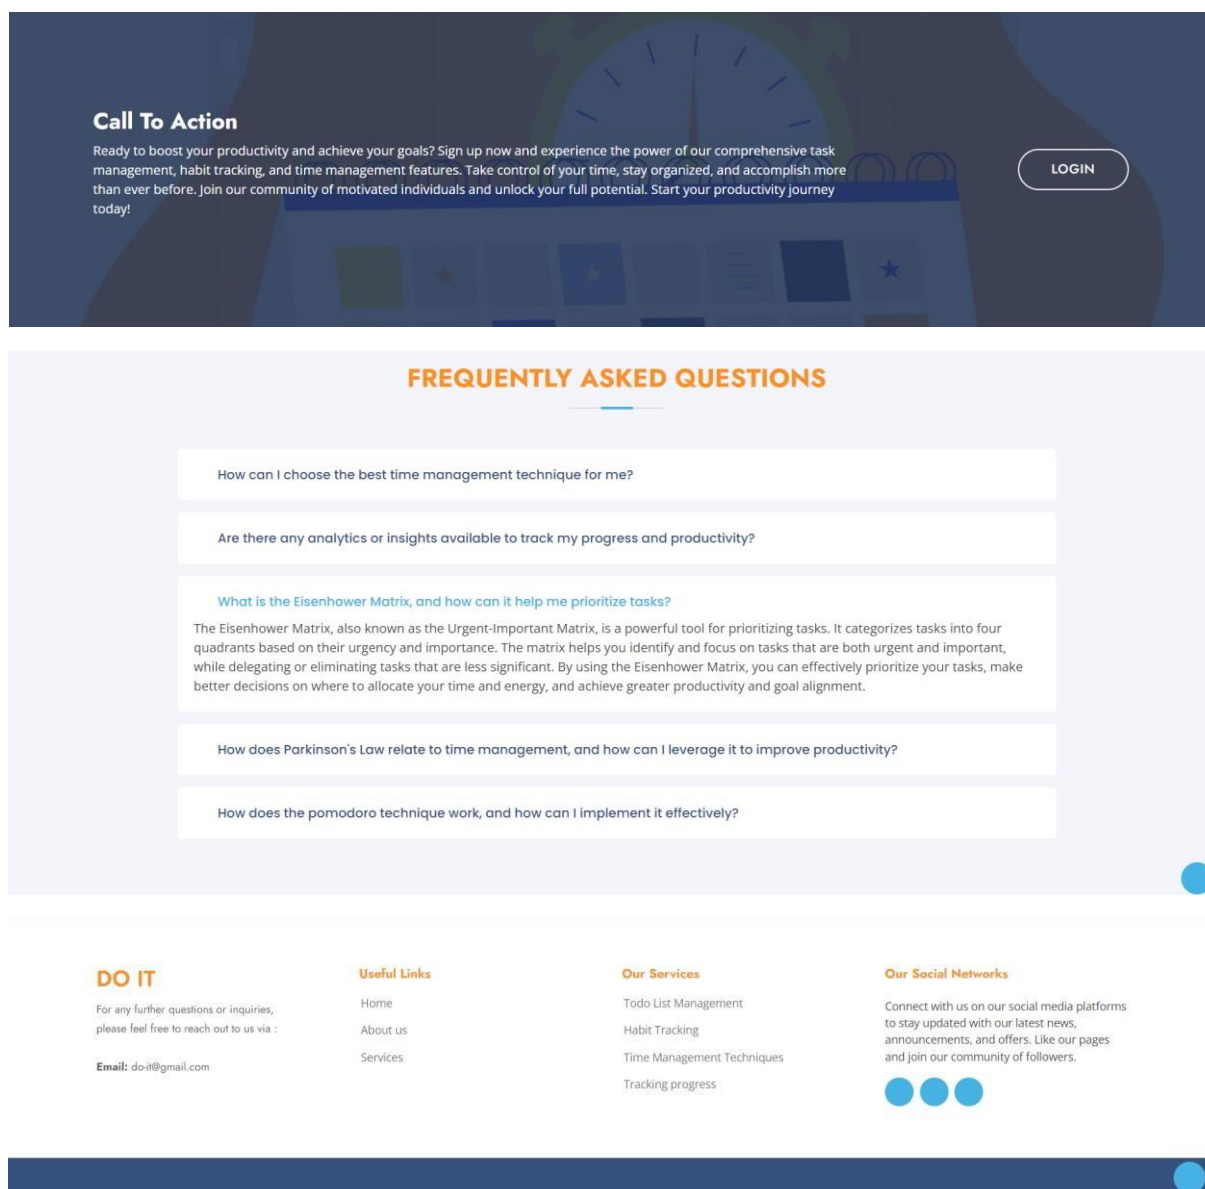 Call To Action
Ready to boost your productivity and achieve your goals? Sign up now and experience the power of our comprehensive task
management, habit tracking, and time management features. Take control of your time, stay organized, and accomplish more
than ever before. Join our community of motivated individuals and unlock your full potential. Start your productivity journey
today!
LOGIN
FREQUENTLY ASKED QUESTIONS
How can I choose the best time management technique for me?
Are there any analytics or insights available to track my progress and productivity?
What is the Eisenhower Matrix, and how can it help me prioritize tasks?
The Eisenhower Matrix, also known as the Urgent-Important Matrix, is a powerful tool for prioritizing tasks. It categorizes tasks into four
quadrants based on their urgency and importance. The matrix helps you identify and focus on tasks that are both urgent and important,
while delegating or eliminating tasks that are less significant. By using the Eisenhower Matrix, you can effectively prioritize your tasks, make
better decisions on where to allocate your time and energy, and achieve greater productivity and goal alignment.
How does Parkinson's Law relate to time management, and how can I leverage it to improve productivity?
How does the pomodoro technique work, and how can I implement it effectively?
DO IT
For any further questions or inquiries,
please feel free to reach out to us via :
Email: do-it@gmail.com
Useful Links
Home
About us
Services
Our Services
Todo List Management
Habit Tracking
Time Management Techniques
Tracking progress
Our Social Networks
Connect with us on our social media platforms
to stay updated with our latest news,
announcements, and offers. Like our pages
and join our community of followers.